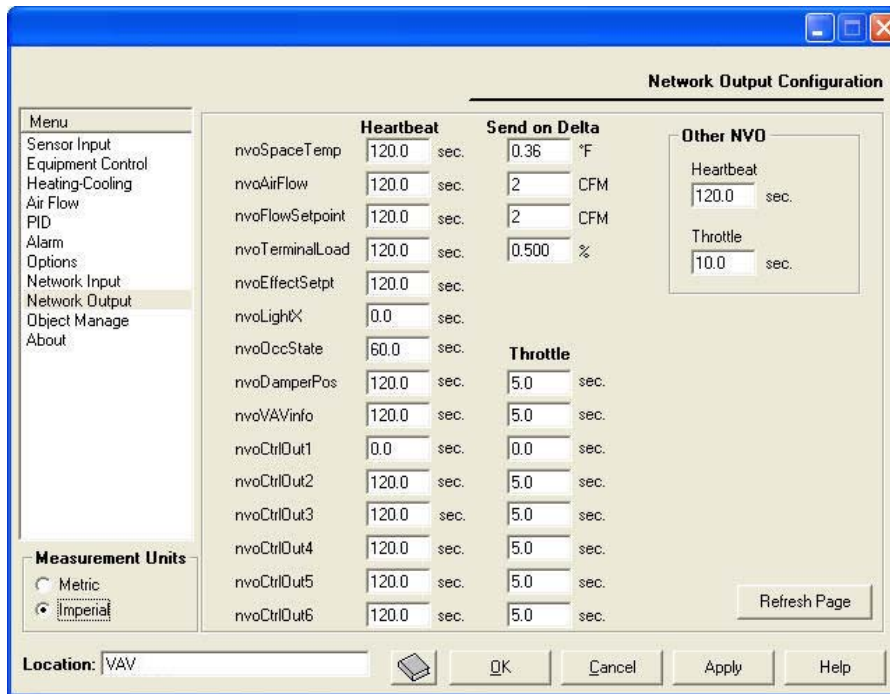 Network Output Configuration
Menu
Sensor Input
Equipment Control
Heating-Cooling
Air Flow
PID
Alarm
Options
Network Input
Network Output
Object Manage
About
Measurement Units
Metric
Imperial
Heartbeat Send on Delta
nvoSpaceTemp 120.0 sec. 0.36 °F
nvoAirFlow 120.0 sec. 2 CFM
nvoFlowSetpoint 120.0 sec. 2 CFM
nvoTerminalLoad 120.0 sec. 0.500 %
nvoEffectSetpt 120.0 sec.
nvoLightX 0.0 sec.
nvoOccState 60.0 sec.
Throttle
nvoDamperPos 120.0 sec. 5.0 sec.
nvoVAVinfo 120.0 sec. 5.0 sec.
nvoCtrlOut1 0.0 sec. 0.0 sec.
nvoCtrlOut2 120.0 sec. 5.0 sec.
nvoCtrlOut3 120.0 sec. 5.0 sec.
nvoCtrlOut4 120.0 sec. 5.0 sec.
nvoCtrlOut5 120.0 sec. 5.0 sec.
nvoCtrlOut6 120.0 sec. 5.0 sec.
Other NVO
Heartbeat
120.0 sec.
Throttle
10.0 sec.
Refresh Page
Location: VAV
OK Cancel Apply Help